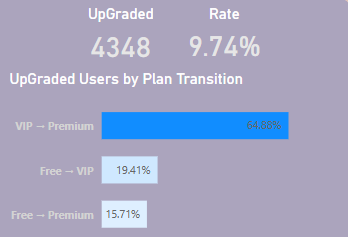 UpGraded Rate
4348 9.74%
UpGraded Users by Plan Transition
VIP → Premium 64.88%
Free → VIP 19.41%
Free → Premium 15.71%